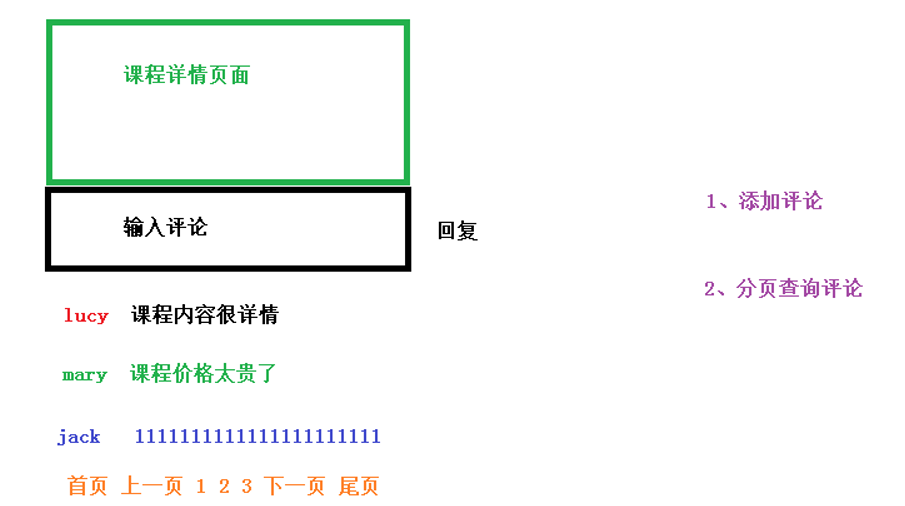 课程详情页面
输入评论
回复
1、添加评论
2、分页查询评论
lucy 课程内容很详情
mary 课程价格太贵了
jack 1111111111111111111111
首页 上一页 1 2 3 下一页 尾页